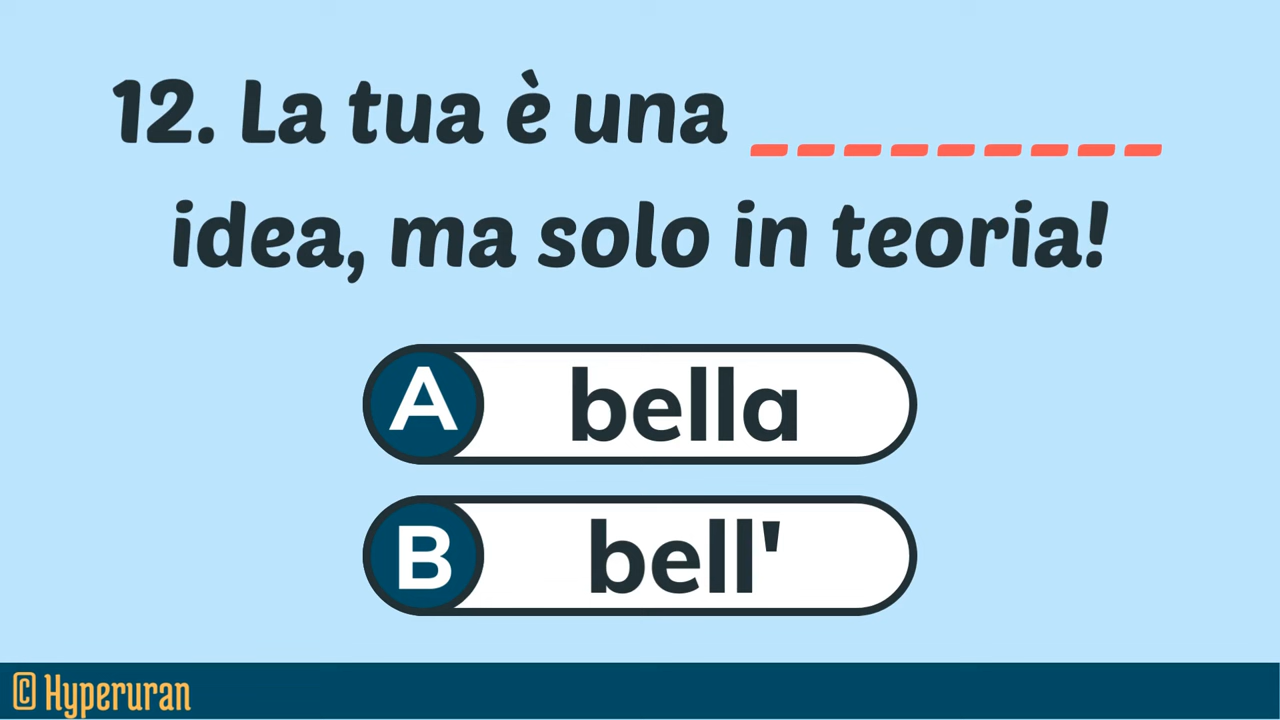 12. La tua è una _________
idea, ma solo in teoria!
A bella
B bell'
© Hyperuran